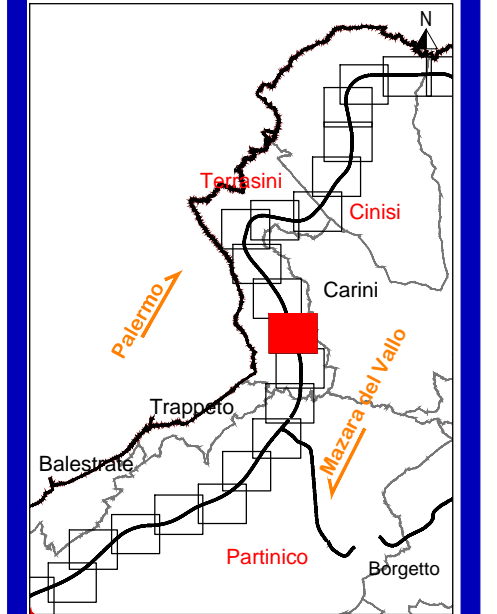 N
Terrasini
Cinisi
Carini
Palermo
Mazara del Vallo
Trappeto
Balestrate
Partinico
Borgetto